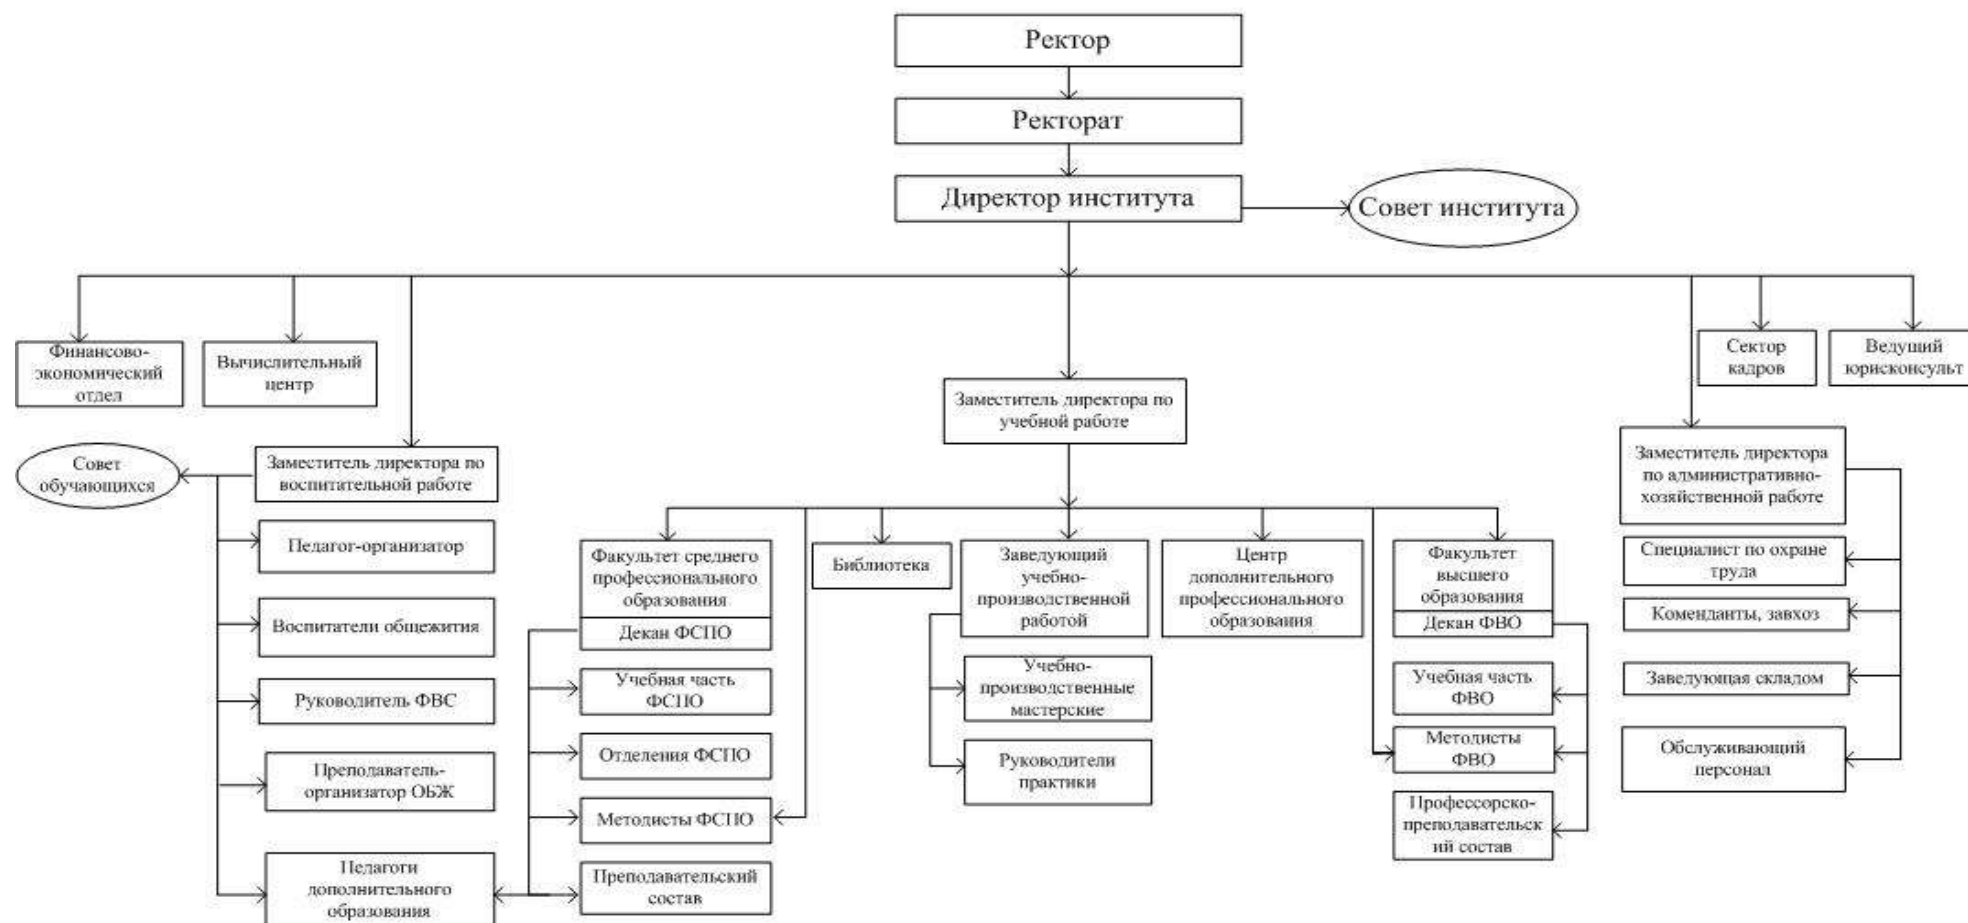 Ректор
Ректорат
Директор института
Совет института
Финансово-
экономический
отдел
Вычислительный
центр
Сектор
кадров
Ведущий
юрисконсульт
Заместитель директора по
учебной работе
Совет
обучающихся
Заместитель директора по
воспитательной работе
Заместитель директора
по административно-
хозяйственной работе
Педагог-организатор
Воспитатели общежития
Руководитель ФВС
Преподаватель-
организатор ОБЖ
Педагоги
дополнительного
образования
Факультет среднего
профессионального
образования
Декан ФСПО
Учебная часть
ФСПО
Отделения ФСПО
Методисты ФСПО
Преподавательский
состав
Библиотека
Заведующий
учебно-
производственной
работой
Учебно-
производственные
мастерские
Руководители
практики
Центр
дополнительного
профессионального
образования
Факультет
высшего
образования
Декан ФВО
Учебная часть
ФВО
Методисты
ФВО
Профессорско-
преподавательск
ий состав
Специалист по охране
труда
Коменданты, завхоз
Заведующая складом
Обслуживающий
персонал